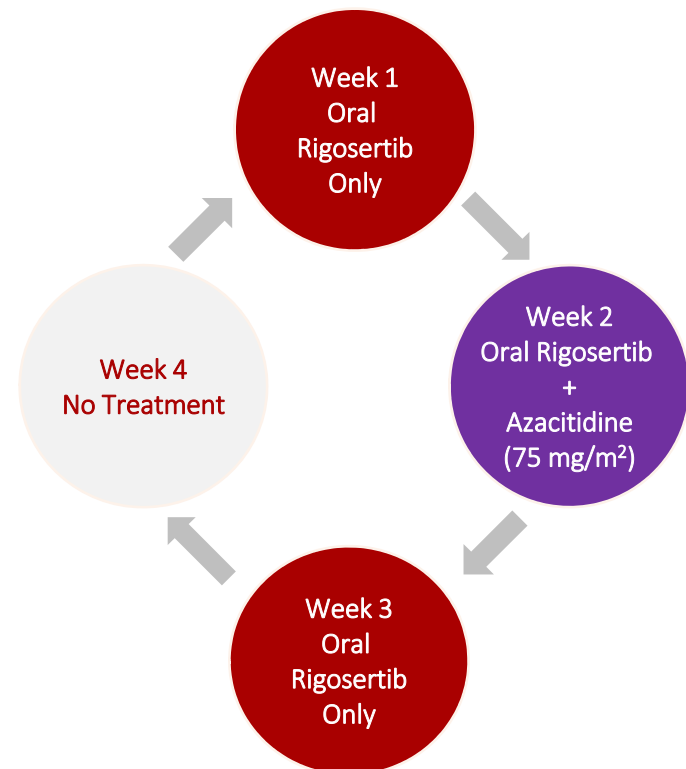 Week 1
Oral
Rigosertib
Only
Week 2
Oral Rigosertib
+
Azacitidine
(75 mg/m²)
Week 3
Oral
Rigosertib
Only
Week 4
No Treatment